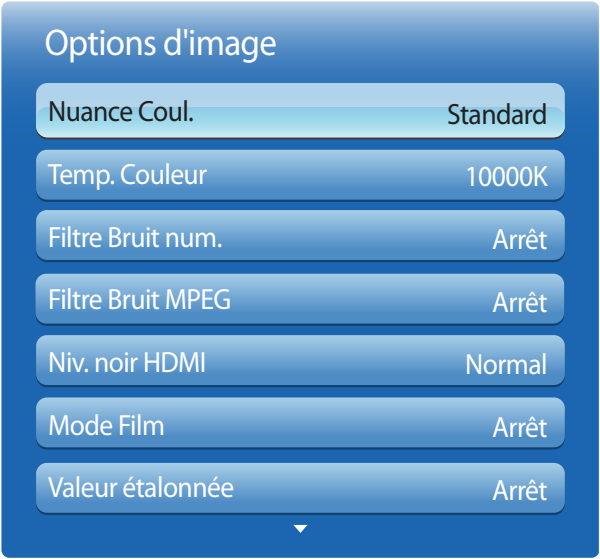 Options d'image
Nuance Coul. Standard
Temp. Couleur 10000K
Filtre Bruit num. Arrêt
Filtre Bruit MPEG Arrêt
Niv. noir HDMI Normal
Mode Film Arrêt
Valeur étalonnée Arrêt